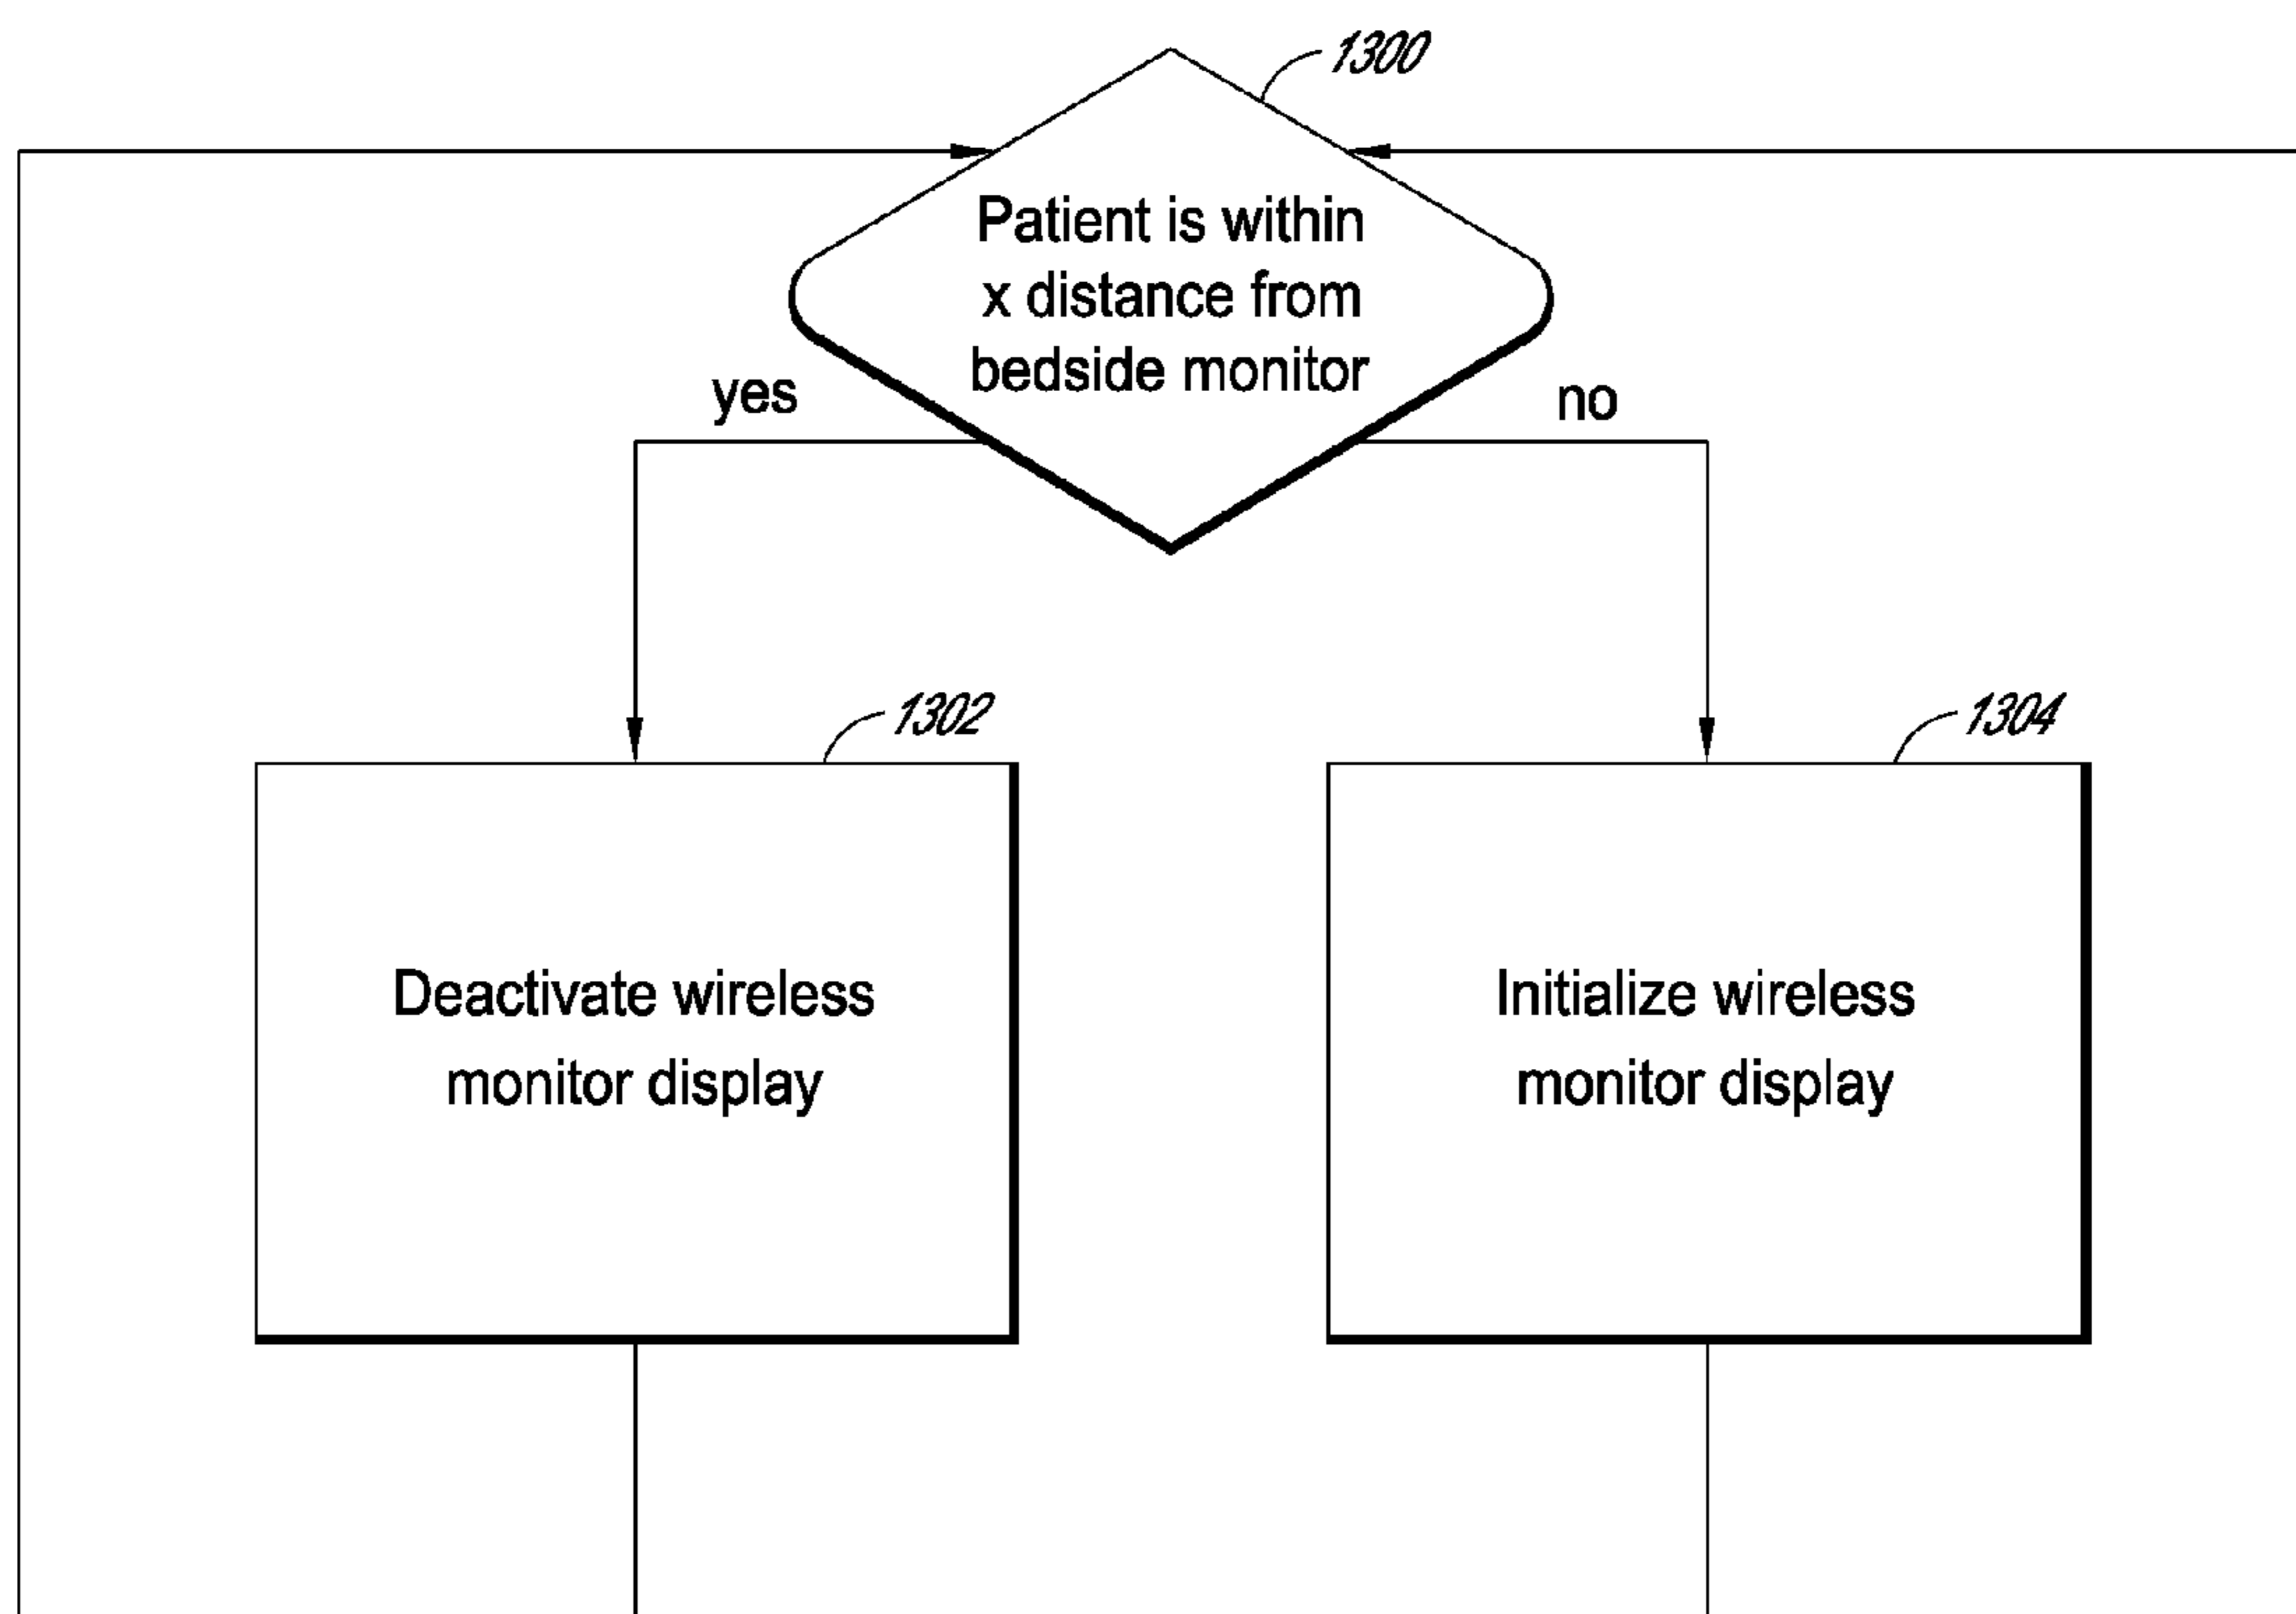 1300
Patient is within
x distance from
bedside monitor
yes
no
1302
1304
Deactivate wireless
monitor display
Initialize wireless
monitor display